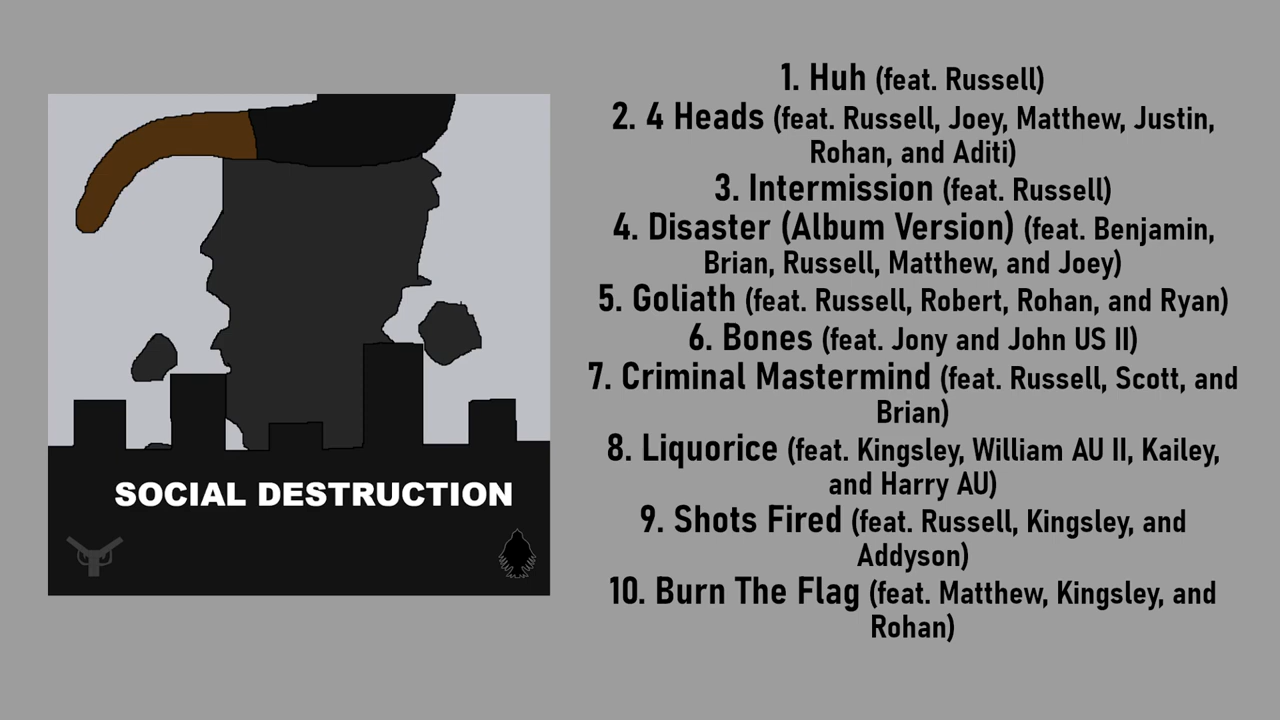 SOCIAL DESTRUCTION
1. Huh (feat. Russell)
2. 4 Heads (feat. Russell, Joey, Matthew, Justin,
Rohan, and Aditi)
3. Intermission (feat. Russell)
4. Disaster (Album Version) (feat. Benjamin,
Brian, Russell, Matthew, and Joey)
5. Goliath (feat. Russell, Robert, Rohan, and Ryan)
6. Bones (feat. Jony and John US II)
7. Criminal Mastermind (feat. Russell, Scott, and
Brian)
8. Liquorice (feat. Kingsley, William AU II, Kailey,
and Harry AU)
9. Shots Fired (feat. Russell, Kingsley, and
Addyson)
10. Burn The Flag (feat. Matthew, Kingsley, and
Rohan)